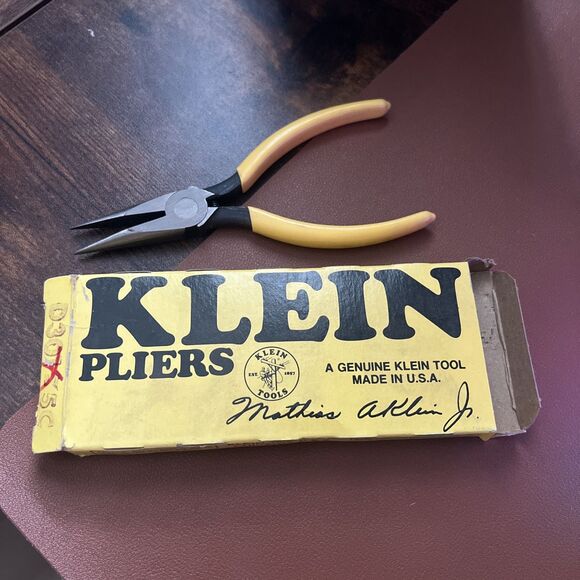 KLEIN
PLIERS
KLEIN
EST. 1857
TOOLS
A GENUINE KLEIN TOOL
MADE IN U.S.A.
Mathias A Klein Jr.